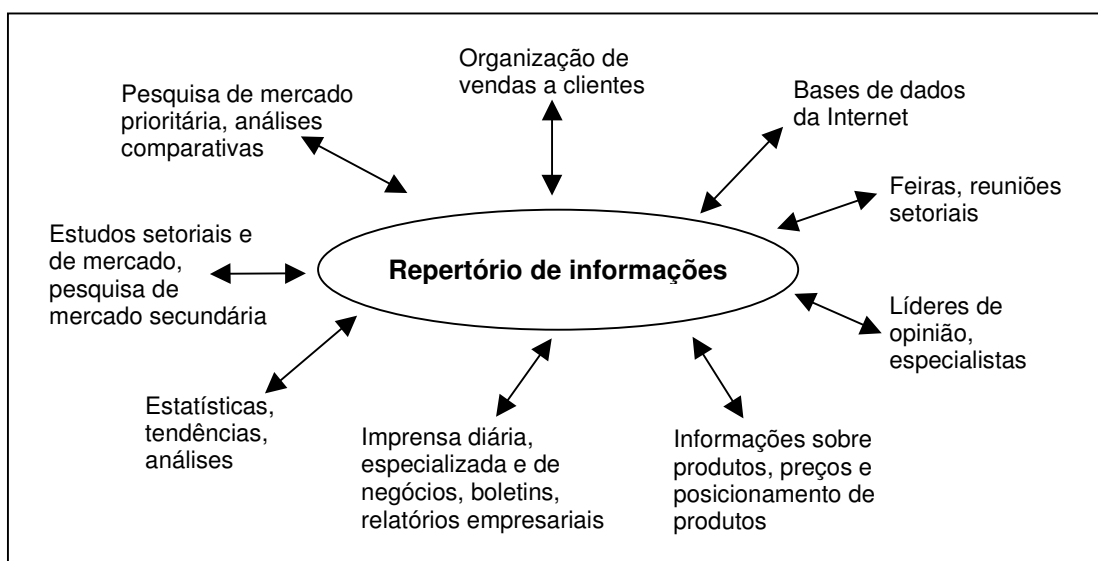 Organização de
vendas a clientes
Pesquisa de mercado
prioritária, análises
comparativas
Bases de dados
da Internet
Feiras, reuniões
setoriais
Estudos setoriais e
de mercado,
pesquisa de
mercado secundária
Repertório de informações
Líderes de
opinião,
especialistas
Estatísticas,
tendências,
análises
Imprensa diária,
especializada e de
negócios, boletins,
relatórios empresariais
Informações sobre
produtos, preços e
posicionamento de
produtos